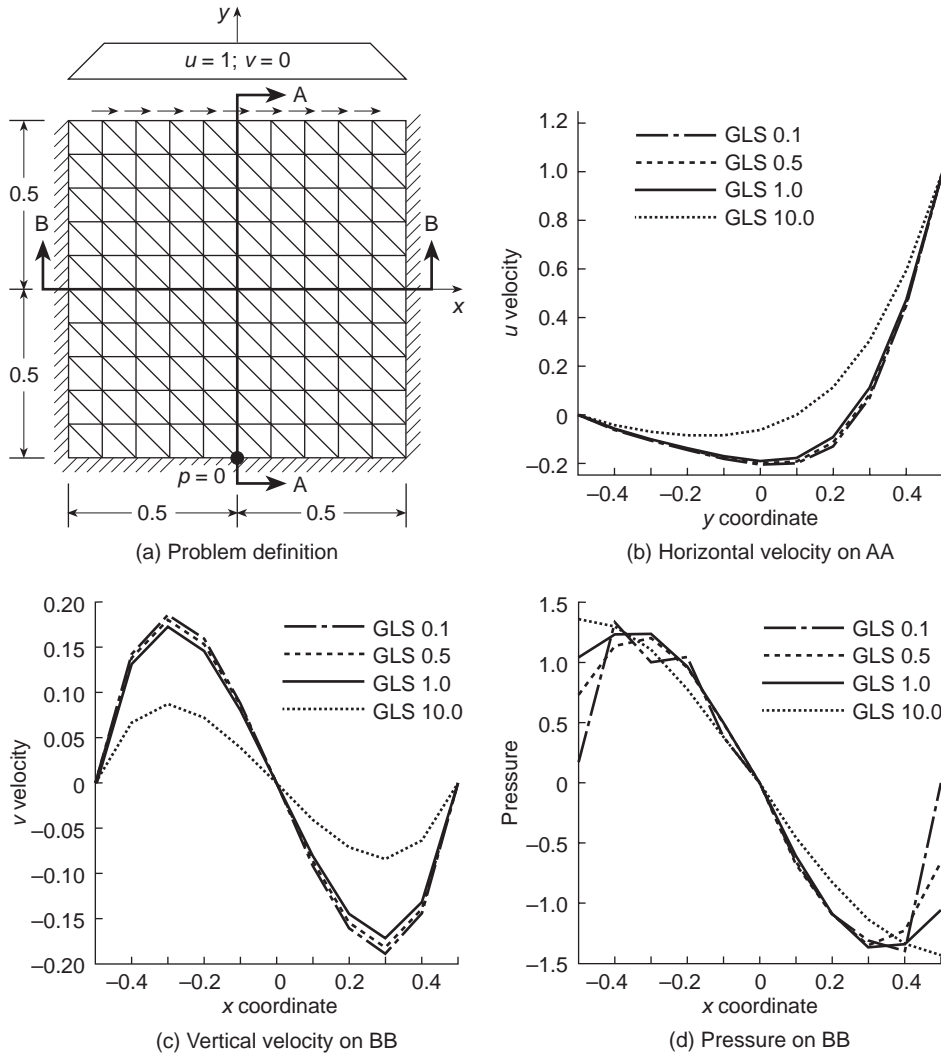 y
u = 1; v = 0
A
0.5
B
B
x
0.5
p = 0
A
0.5
0.5
(a) Problem definition
1.2
1.0
0.8
0.6
0.4
0.2
0
–0.2
u velocity
GLS 0.1
GLS 0.5
GLS 1.0
GLS 10.0
–0.4 –0.2 0 0.2 0.4
y coordinate
(b) Horizontal velocity on AA
0.20
0.15
0.10
0.05
0
–0.05
–0.10
–0.15
–0.20
v velocity
GLS 0.1
GLS 0.5
GLS 1.0
GLS 10.0
–0.4 –0.2 0 0.2 0.4
x coordinate
(c) Vertical velocity on BB
1.5
1.0
0.5
0
–0.5
–1.0
–1.5
Pressure
GLS 0.1
GLS 0.5
GLS 1.0
GLS 10.0
–0.4 –0.2 0 0.2 0.4
x coordinate
(d) Pressure on BB